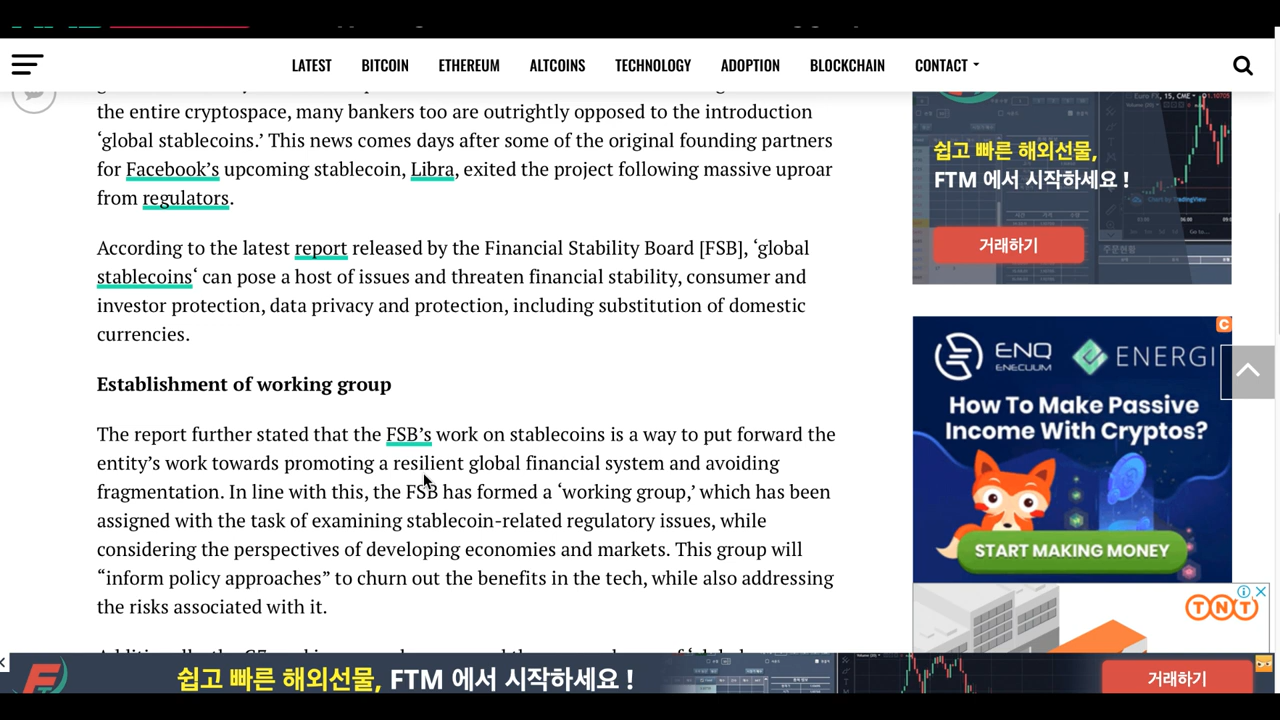 LATEST BITCOIN ETHEREUM ALTCOINS TECHNOLOGY ADOPTION BLOCKCHAIN CONTACT
the entire cryptospace, many bankers too are outrightly opposed to the introduction
‘global stablecoins.’ This news comes days after some of the original founding partners
for Facebook’s upcoming stablecoin, Libra, exited the project following massive uproar
from regulators.
According to the latest report released by the Financial Stability Board [FSB], ‘global
stablecoins‘ can pose a host of issues and threaten financial stability, consumer and
investor protection, data privacy and protection, including substitution of domestic
currencies.
Establishment of working group
The report further stated that the FSB’s work on stablecoins is a way to put forward the
entity’s work towards promoting a resilient global financial system and avoiding
fragmentation. In line with this, the FSB has formed a ‘working group,’ which has been
assigned with the task of examining stablecoin-related regulatory issues, while
considering the perspectives of developing economies and markets. This group will
“inform policy approaches” to churn out the benefits in the tech, while also addressing
the risks associated with it.
Euro FX, 15, CME
쉽고 빠른 해외선물,
FTM 에서 시작하세요 !
Chart by TradingView
거래하기
ENQ
ENECUUM
ENERGI
How To Make Passive
Income With Cryptos?
START MAKING MONEY
TNT
쉽고 빠른 해외선물, FTM 에서 시작하세요 !
거래하기